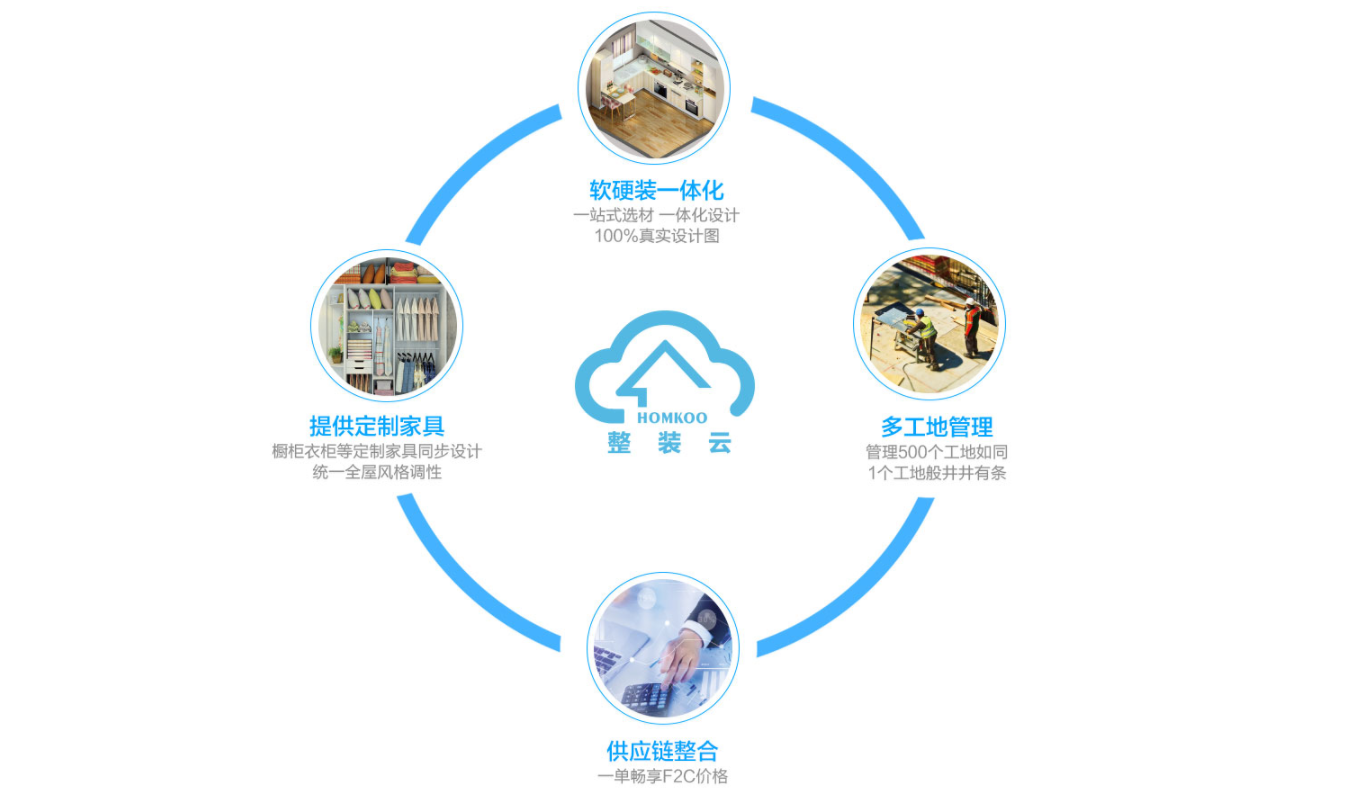 软硬装一体化
一站式选材 一体化设计
100%真实设计图
提供定制家具
橱柜衣柜等定制家具同步设计
统一全屋风格调性
HOMKOO
整装云
多工地管理
管理500个工地如同
1个工地般井井有条
供应链整合
一单畅享F2C价格